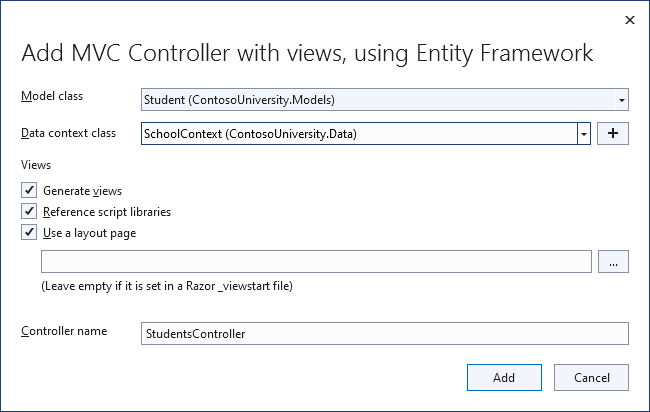 Add MVC Controller with views, using Entity Framework
Model class
Student (ContosoUniversity.Models)
Data context class
SchoolContext (ContosoUniversity.Data)
+
Views
Generate views
Reference script libraries
Use a layout page
...
(Leave empty if it is set in a Razor _viewstart file)
Controller name
StudentsController
Add
Cancel